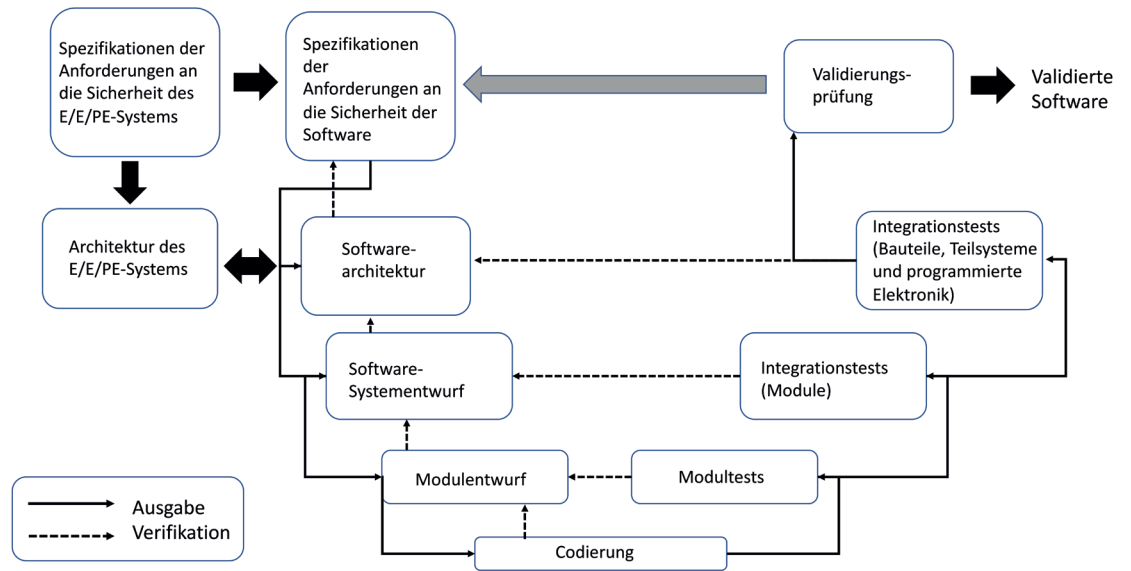 Spezifikationen der
Anforderungen an
die Sicherheit des
E/E/PE-Systems
Spezifikationen
der
Anforderungen an
die Sicherheit der
Software
Validierungs-
prüfung
Validierte
Software
Architektur des
E/E/PE-Systems
Software-
architektur
Integrationstests
(Bauteile, Teilsysteme
und programmierte
Elektronik)
Software-
Systementwurf
Integrationstests
(Module)
Modulentwurf
Modultests
Codierung
Ausgabe
Verifikation